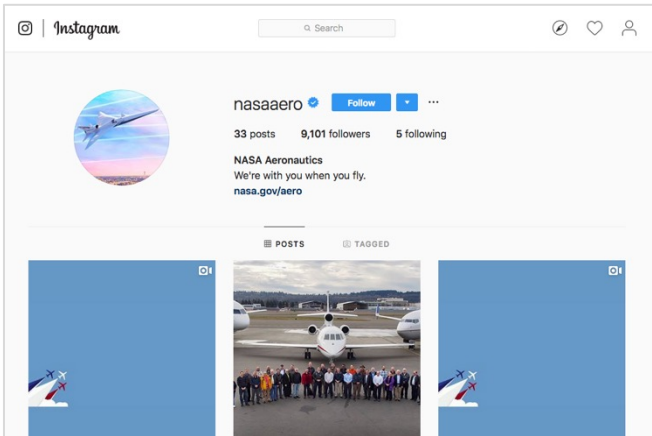 Instagram
Search
nasaaero
Follow
33 posts 9,101 followers 5 following
NASA Aeronautics
We're with you when you fly.
nasa.gov/aero
POSTS TAGGED